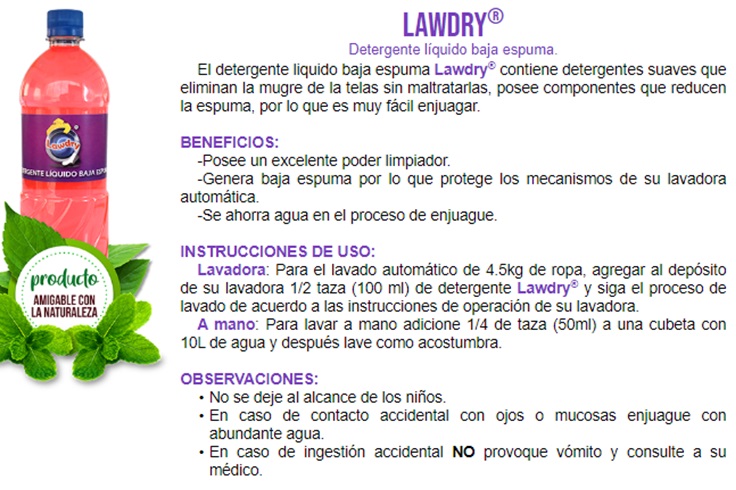 LAWDRY®
Detergente líquido baja espuma.
El detergente liquido baja espuma Lawdry® contiene detergentes suaves que
eliminan la mugre de la telas sin maltratarlas, posee componentes que reducen
la espuma, por lo que es muy fácil enjuagar.
BENEFICIOS:
-Posee un excelente poder limpiador.
-Genera baja espuma por lo que protege los mecanismos de su lavadora
automática.
-Se ahorra agua en el proceso de enjuague.
INSTRUCCIONES DE USO:
Lavadora: Para el lavado automático de 4.5kg de ropa, agregar al depósito
de su lavadora 1/2 taza (100 ml) de detergente Lawdry® y siga el proceso de
lavado de acuerdo a las instrucciones de operación de su lavadora.
A mano: Para lavar a mano adicione 1/4 de taza (50ml) a una cubeta con
10L de agua y después lave como acostumbra.
OBSERVACIONES:
• No se deje al alcance de los niños.
• En caso de contacto accidental con ojos o mucosas enjuague con
abundante agua.
• En caso de ingestión accidental NO provoque vómito y consulte a su
médico.
Lawdry
®
TERGENTE LÍQUIDO BAJA ESPUM
producto
AMIGABLE CON
LA NATURALEZA